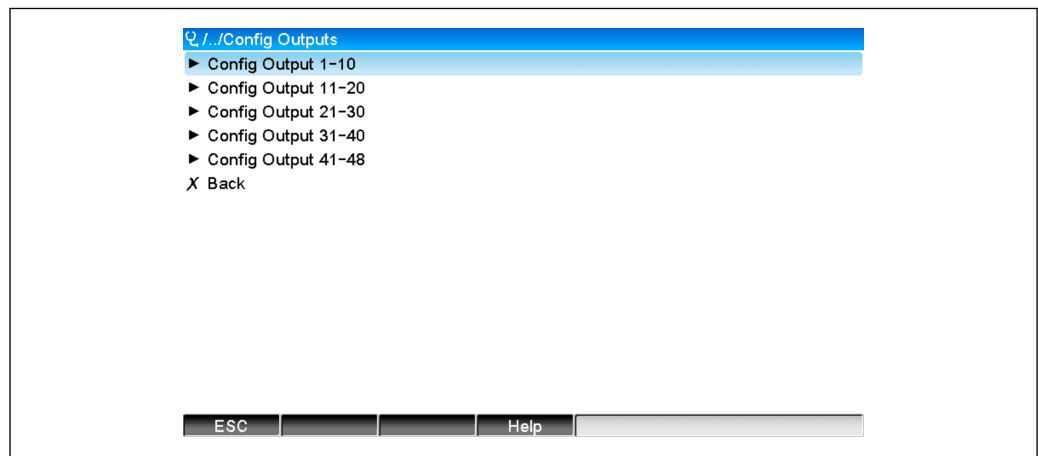 /../Config Outputs
► Config Output 1-10
► Config Output 11-20
► Config Output 21-30
► Config Output 31-40
► Config Output 41-48
X Back
ESC Help